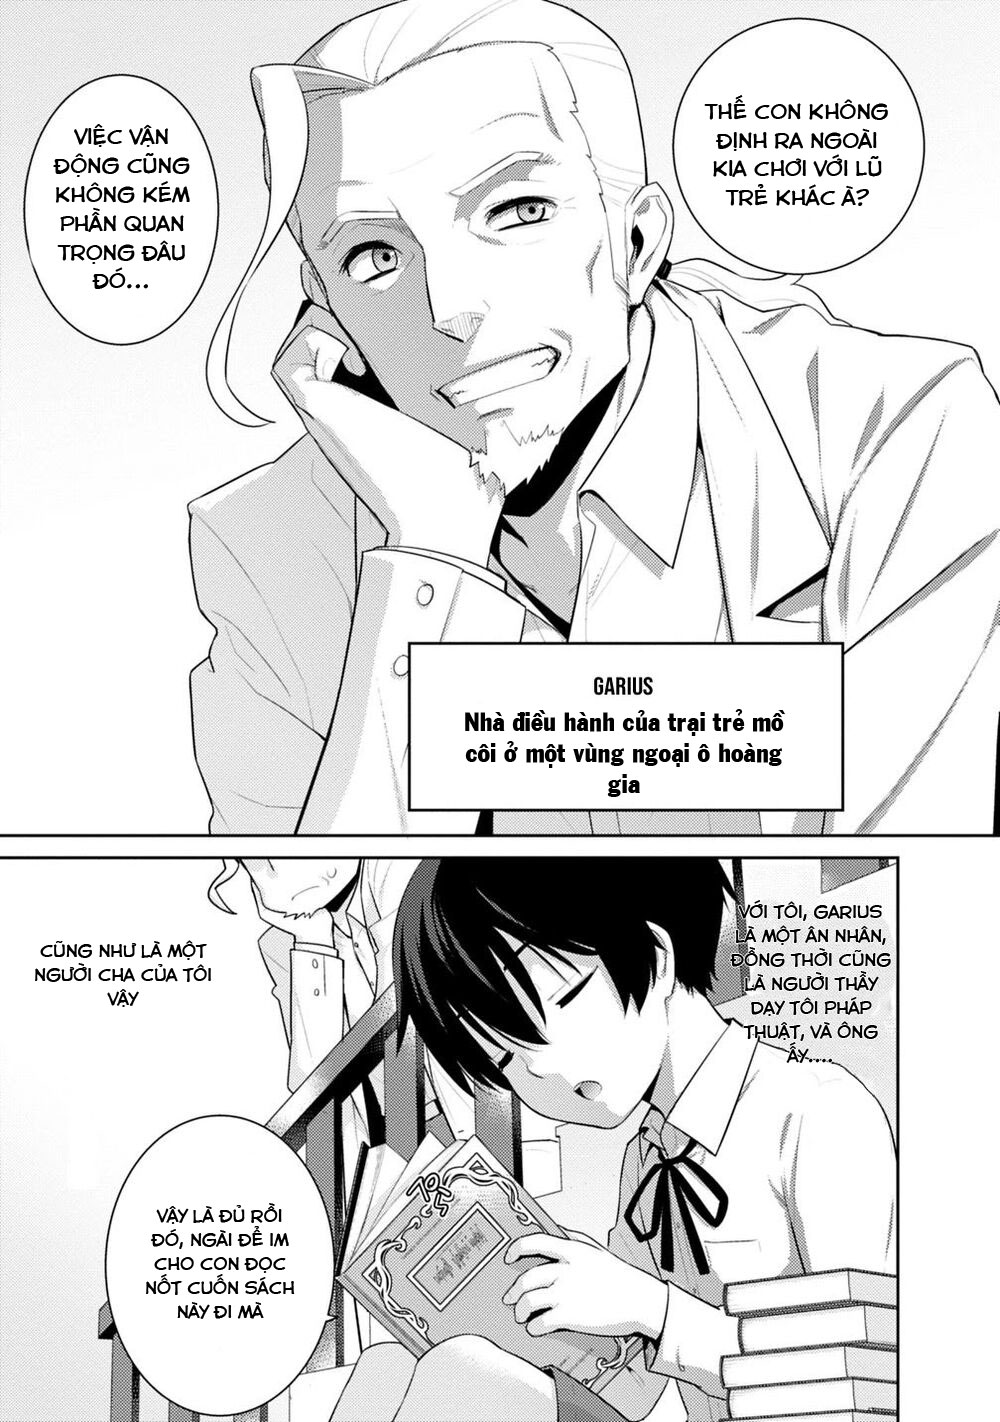 THẾ CON KHÔNG
ĐỊNH RA NGOÀI
KIA CHƠI VỚI LŨ
TRẺ KHÁC À?
VIỆC VẬN
ĐỘNG CŨNG
KHÔNG KÉM
PHẦN QUAN
TRỌNG ĐÂU
ĐÓ...
GARIUS
Nhà điều hành của trại trẻ mồ
côi ở một vùng ngoại ô hoàng
gia
VỚI TÔI, GARIUS
LÀ MỘT ÂN NHÂN,
ĐỒNG THỜI CŨNG
LÀ NGƯỜI THẦY
DẠY TÔI PHÁP
THUẬT, VÀ ÔNG
ẤY....
CŨNG NHƯ LÀ MỘT
NGƯỜI CHA CỦA TÔI
VẬY
VẬY LÀ ĐỦ RỒI
ĐÓ, NGÀI ĐỂ IM
CHO CON ĐỌC
NỐT CUỐN SÁCH
NÀY ĐI MÀ